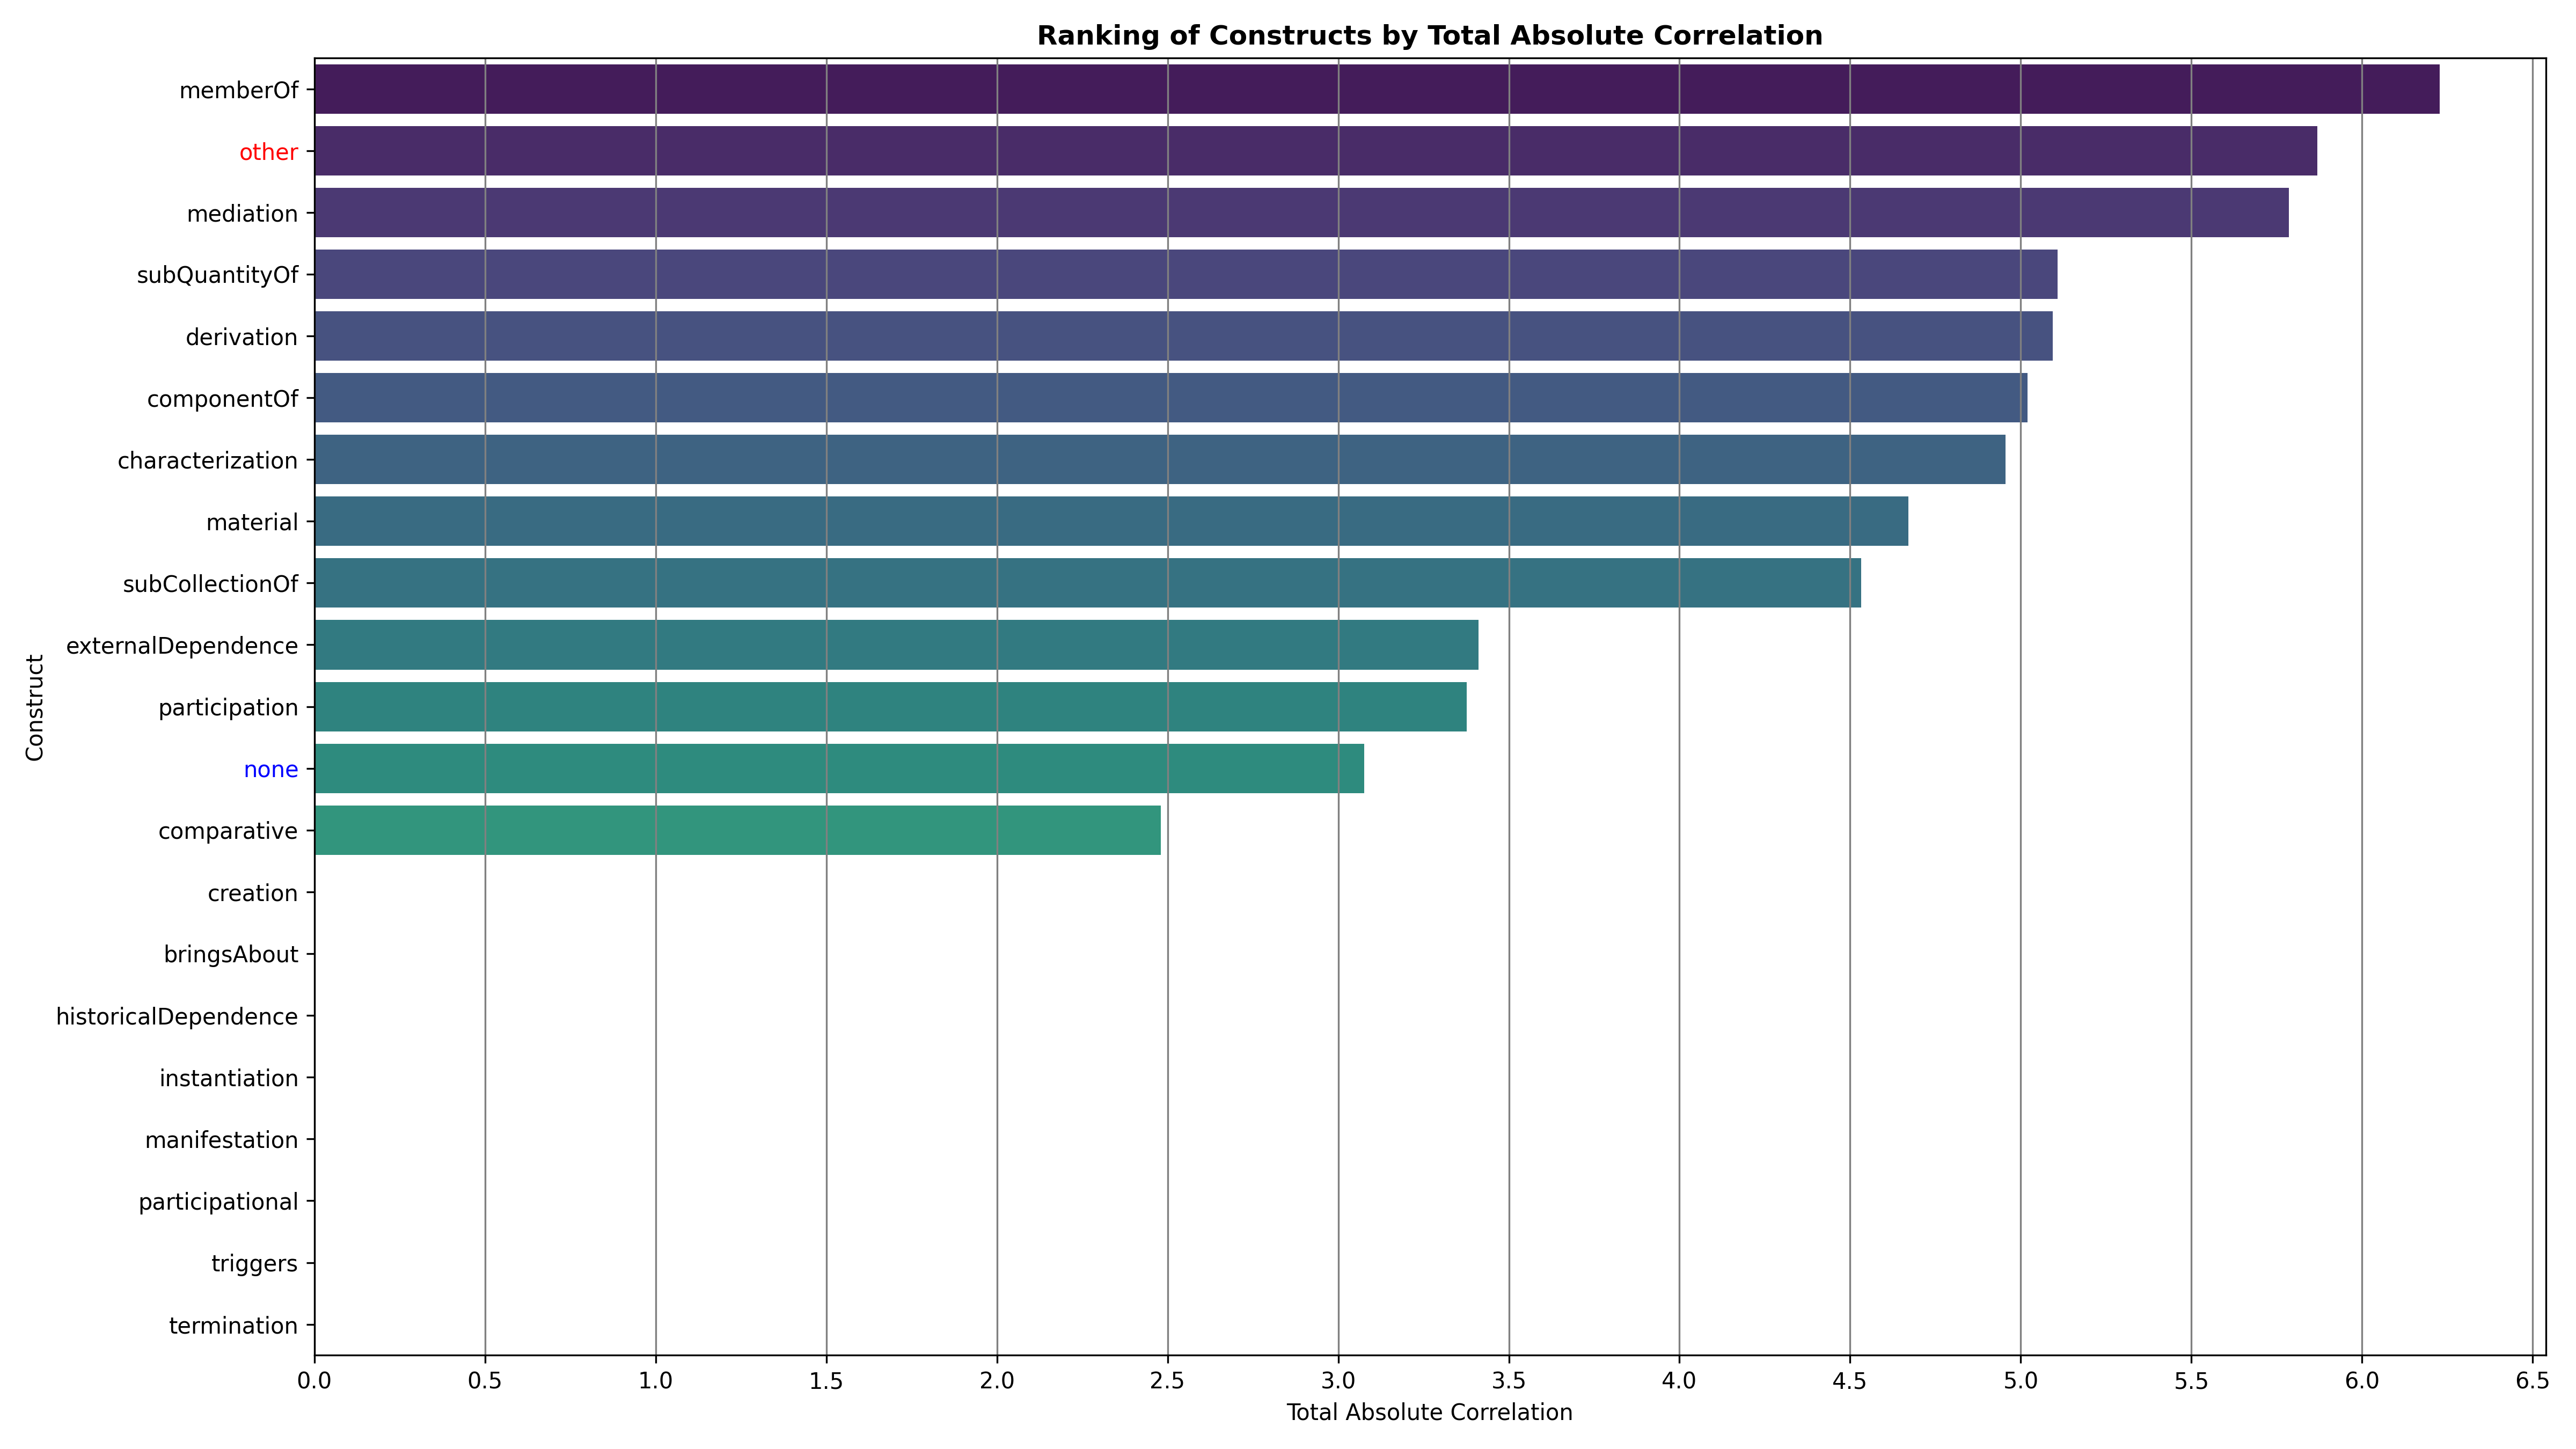 Ranking of Constructs by Total Absolute Correlation
memberOf
other
mediation
subQuantityOf
derivation
componentOf
characterization
material
subCollectionOf
externalDependence
participation
none
comparative
creation
bringsAbout
historicalDependence
instantiation
manifestation
participational
triggers
termination
Construct
0.0 0.5 1.0 1.5 2.0 2.5 3.0 3.5 4.0 4.5 5.0 5.5 6.0 6.5
Total Absolute Correlation